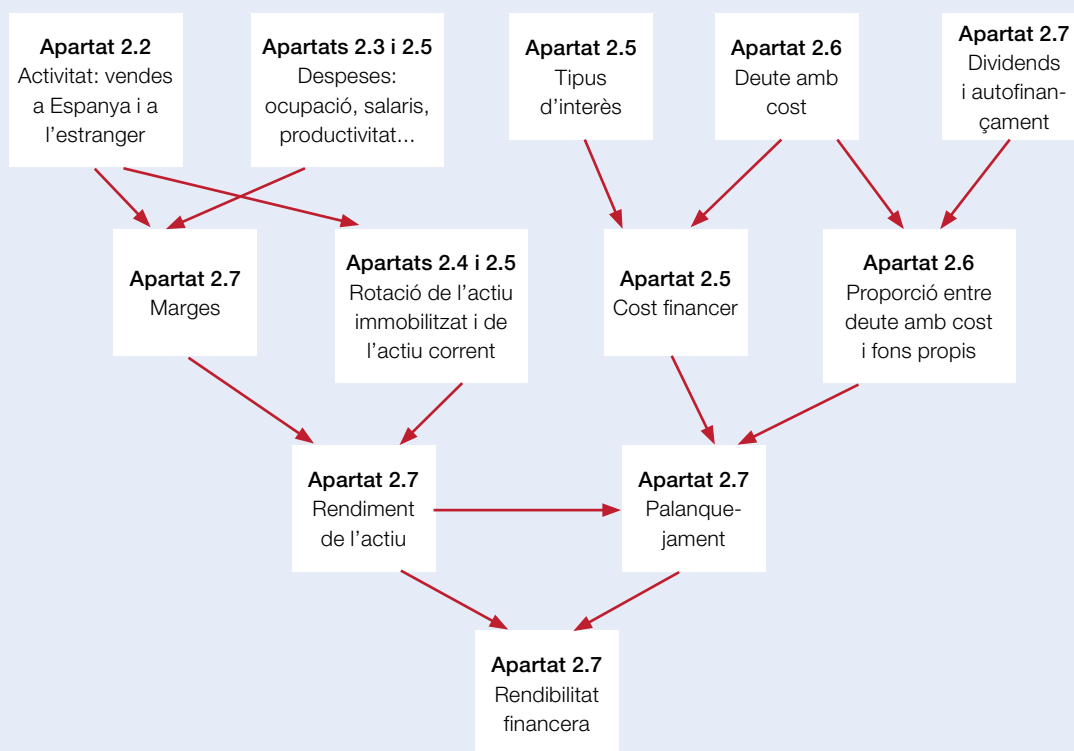 Apartat 2.2
Activitat: vendes
a Espanya i a
l’estranger
Apartats 2.3 i 2.5
Despeses:
ocupació, salaris,
productivitat...
Apartat 2.5
Tipus
d’interès
Apartat 2.6
Deute amb
cost
Apartat 2.7
Dividends
i autofinan-
çament
Apartat 2.7
Marges
Apartats 2.4 i 2.5
Rotació de l’actiu
immobilitzat i de
l’actiu corrent
Apartat 2.5
Cost financer
Apartat 2.6
Proporció entre
deute amb cost
i fons propis
Apartat 2.7
Rendiment
de l’actiu
Apartat 2.7
Palanque-
jament
Apartat 2.7
Rendibilitat
financera